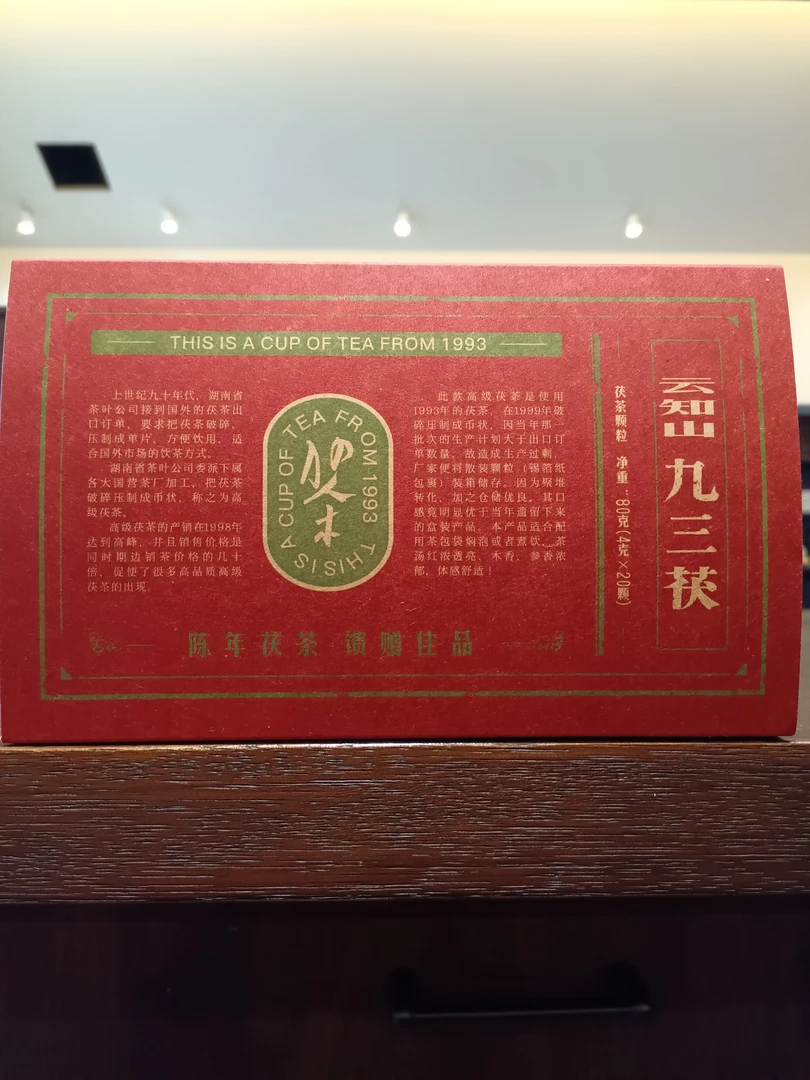 THIS IS A CUP OF TEA FROM 1993
上世纪九十年代，湖南省
茶叶公司接到国外的茯茶出
口订单，要求把茯茶破碎，
压制成单片，方便饮用，适
合国外市场的饮茶方式。
湖南省茶叶公司委派下属
各大国营茶厂加工，把茯茶
破碎压制成币状，称之为高
级茯茶。
高级茯茶的产销在1998年
达到高峰，并且销售价格是
同时期边销茶价格的几十
倍，促使了很多高品质高级
茯茶的出现。
THIS IS A CUP OF TEA FROM 1993
此款高级茯茶是使用
1993年的茯茶，在1999年破
碎压制成币状，因当年那一
批次的生产计划大于出口订
单数量，故造成生产过剩，
厂家便将散装颗粒（锡箔纸
包裹）装箱储存。因为聚堆
转化，加之仓储优良，其口
感竟明显优于当年遗留下来
的盒装产品。本产品适合配
用茶包袋焖泡或者煮饮，茶
汤红浓透亮、木香、参香浓
郁，体感舒适！
陈年茯茶 馈赠佳品
茯茶颗粒 净重：80克(4克×20颗)
云知山 九三茯